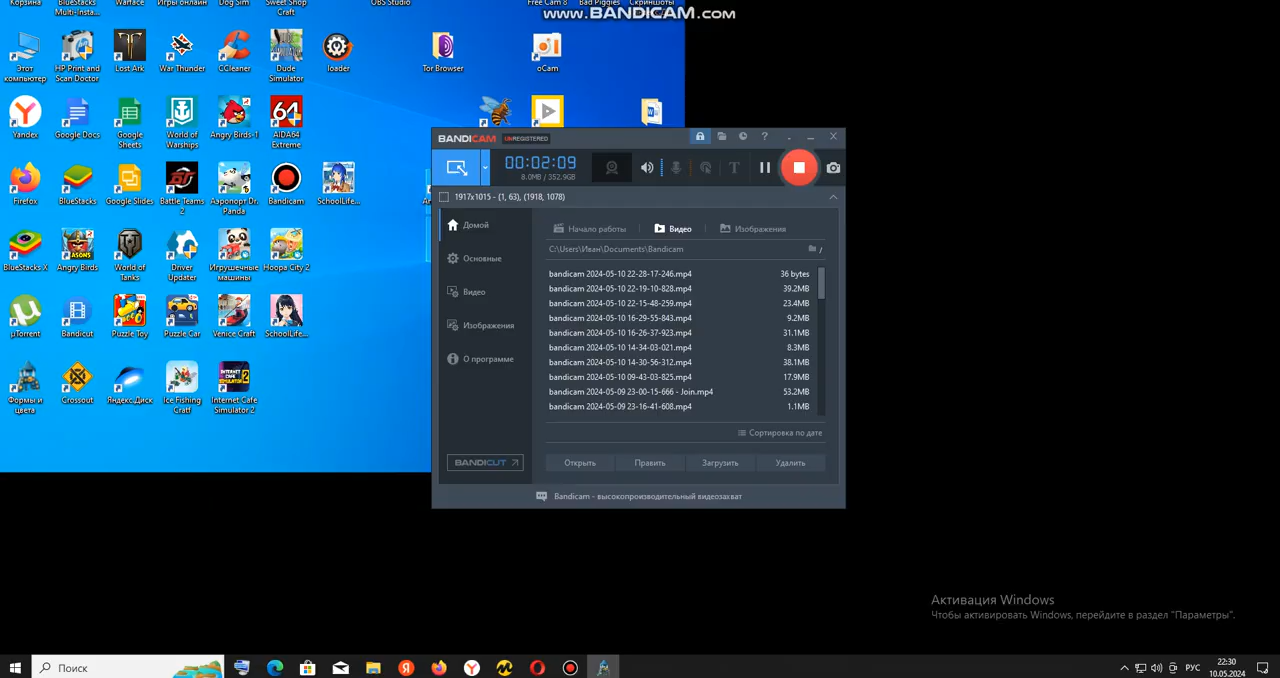 www.BANDICAM.com
Корзина
BlueStacks Multi-Insta...
Warface
Игры онлайн
Dog Sim
Sweet Shop Craft
OBS Studio
Free Cam 8
Bad Piggies
Скриншоты
Этот компьютер
HP Print and Scan Doctor
Lost Ark
War Thunder
CCleaner
Dude Simulator
loader
Tor Browser
oCam
Yandex
Google Docs
Google Sheets
World of Warships
Angry Birds-1
64
AIDA64 Extreme
Firefox
BlueStacks
Google Slides
Battle Teams 2
Аэропорт Dr. Panda
Bandicam
SchoolLife...
BlueStacks X
Angry Birds
World of Tanks
Driver Updater
Игрушечные машины
Hoopa City 2
µTorrent
Bandicut
Puzzle Toy
Puzzle Car
Venice Craft
SchoolLife...
Формы и цвета
Crossout
Яндекс.Диск
Ice Fishing Craft
Internet Cafe Simulator 2
BANDICAM UNREGISTERED
00:02:09
8.0MB / 352.9GB
1917x1015 - (1, 63), (1918, 1078)
Домой
Основные
Видео
Изображения
О программе
BANDICUT
Начало работы
Видео
Изображения
C:\Users\Иван\Documents\Bandicam
bandicam 2024-05-10 22-28-17-246.mp4 36 bytes
bandicam 2024-05-10 22-19-10-828.mp4 39.2MB
bandicam 2024-05-10 22-15-48-259.mp4 23.4MB
bandicam 2024-05-10 16-29-55-843.mp4 9.2MB
bandicam 2024-05-10 16-26-37-923.mp4 31.1MB
bandicam 2024-05-10 14-34-03-021.mp4 8.3MB
bandicam 2024-05-10 14-30-56-312.mp4 38.1MB
bandicam 2024-05-10 09-43-03-825.mp4 17.9MB
bandicam 2024-05-09 23-00-15-666 - Join.mp4 53.2MB
bandicam 2024-05-09 23-16-41-608.mp4 1.1MB
Сортировка по дате
Открыть
Править
Загрузить
Удалить
Bandicam - высокопроизводительный видеозахват
Активация Windows
Чтобы активировать Windows, перейдите в раздел "Параметры".
Поиск
РУС
22:30
10.05.2024